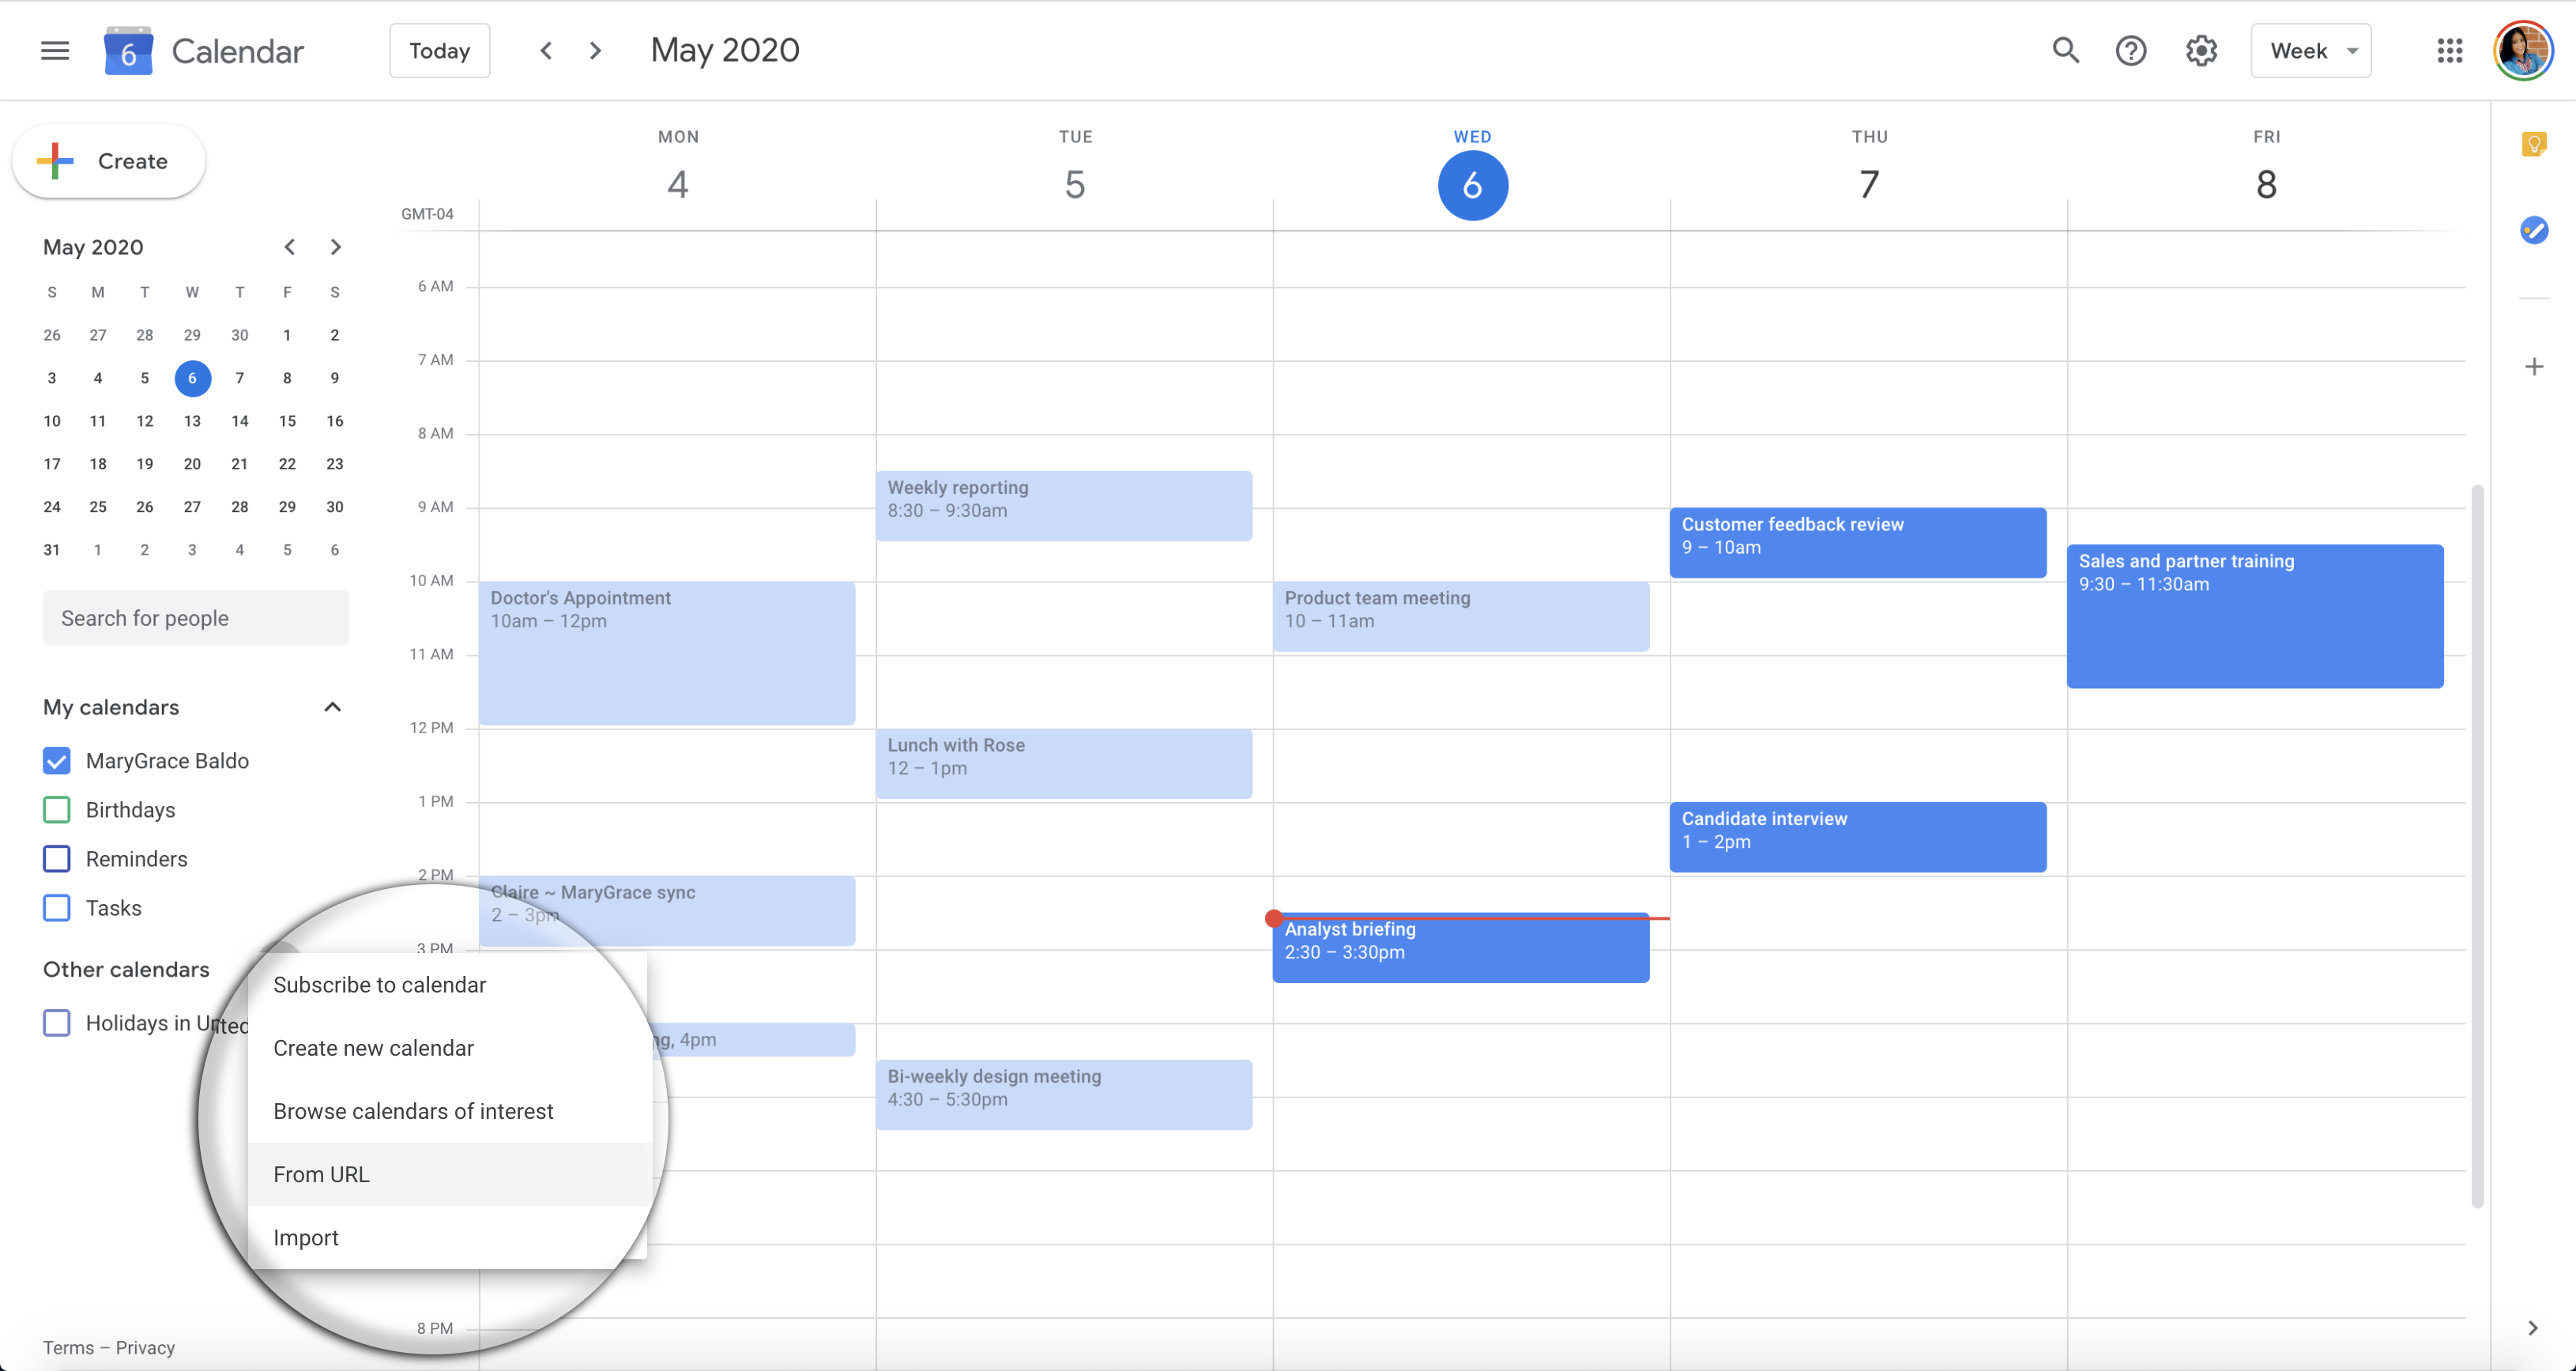 6
Calendar
Today
May 2020
Week
Create
May 2020
S M T W T F S
26 27 28 29 30 1 2
3 4 5 6 7 8 9
10 11 12 13 14 15 16
17 18 19 20 21 22 23
24 25 26 27 28 29 30
31 1 2 3 4 5 6
Search for people
My calendars
MaryGrace Baldo
Birthdays
Reminders
Tasks
Other calendars
Holidays in United
Subscribe to calendar
Create new calendar
Browse calendars of interest
From URL
Import
Terms – Privacy
MON
4
TUE
5
WED
6
THU
7
FRI
8
GMT-04
6 AM
7 AM
8 AM
9 AM
10 AM
11 AM
12 PM
1 PM
2 PM
3 PM
8 PM
Doctor's Appointment
10am – 12pm
Claire ~ MaryGrace sync
2 – 3pm
ng, 4pm
Weekly reporting
8:30 – 9:30am
Lunch with Rose
12 – 1pm
Bi-weekly design meeting
4:30 – 5:30pm
Product team meeting
10 – 11am
Analyst briefing
2:30 – 3:30pm
Customer feedback review
9 – 10am
Candidate interview
1 – 2pm
Sales and partner training
9:30 – 11:30am